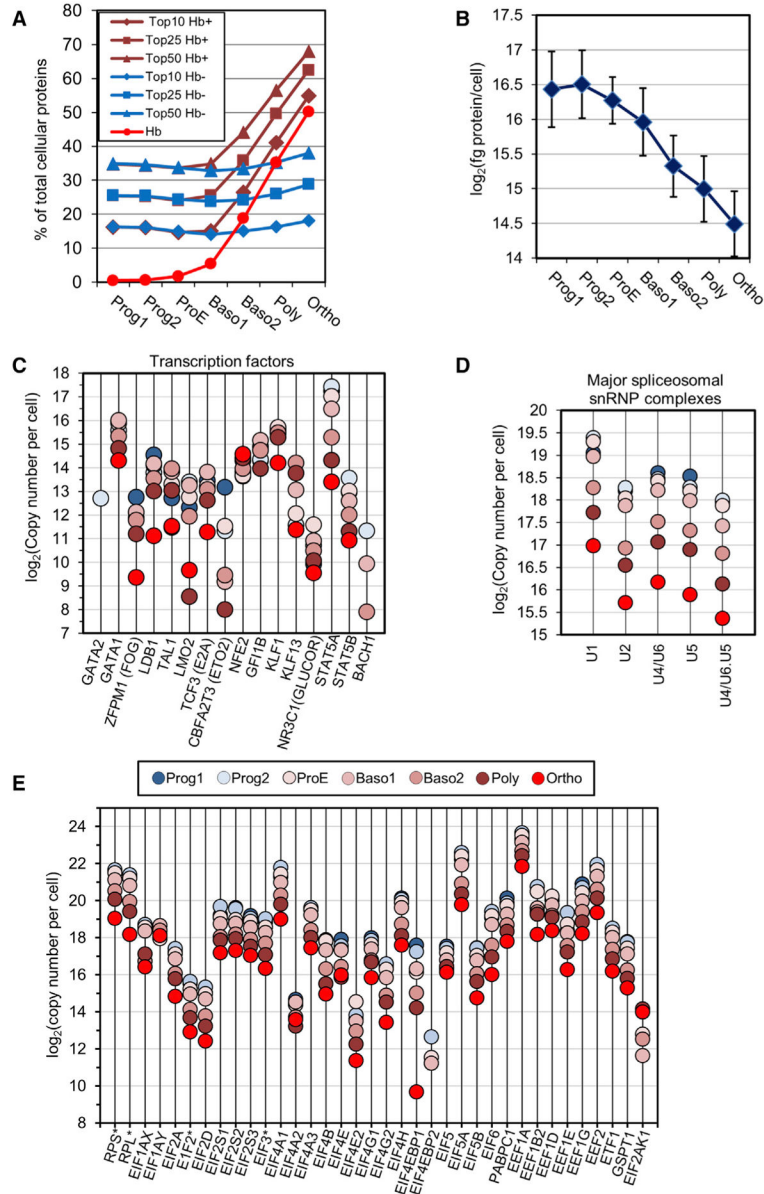 A
80
70
60
50
40
30
20
10
0
% of total cellular proteins
Top10 Hb+
Top25 Hb+
Top50 Hb+
Top10 Hb-
Top25 Hb-
Top50 Hb-
Hb
Prog1
Prog2
ProE
Baso1
Baso2
Poly
Ortho
B
17.5
17
16.5
16
15.5
15
14.5
14
log2(fg protein/cell)
Prog1
Prog2
ProE
Baso1
Baso2
Poly
Ortho
C
Transcription factors
18
17
16
15
14
13
12
11
10
9
8
7
log2(Copy number per cell)
GATA2
GATA1
ZFPM1 (FOG)
LDB1
TAL1
LMO2
TCF3 (E2A)
CBFA2T3 (ETO2)
NFE2
GFI1B
KLF1
KLF13
NR3C1(GLUCOR)
STAT5A
STAT5B
BACH1
D
Major spliceosomal
snRNP complexes
20
19.5
19
18.5
18
17.5
17
16.5
16
15.5
15
log2(Copy number per cell)
U1
U2
U4/U6
U5
U4/U6.U5
E
Prog1
Prog2
ProE
Baso1
Baso2
Poly
Ortho
24
22
20
18
16
14
12
10
8
log2(copy number per cell)
RPS*
RPL*
EIF1AX
EIF1AY
EIF2A
E1F2*
EIF2D
EIF2S1
EIF2S2
EIF2S3
EIF3*
EIF4A1
EIF4A2
EIF4A3
EIF4B
EIF4E
EIF4E2
EIF4G1
EIF4G2
EIF4H
EIF4EBP1
EIF4EBP2
EIF5
EIF5A
EIF5B
EIF6
PABPC1
EEF1A
EEF1B2
EEF1D
EEF1E
EEF1G
EEF2
ETF1
GSPT1
EIF2AK1